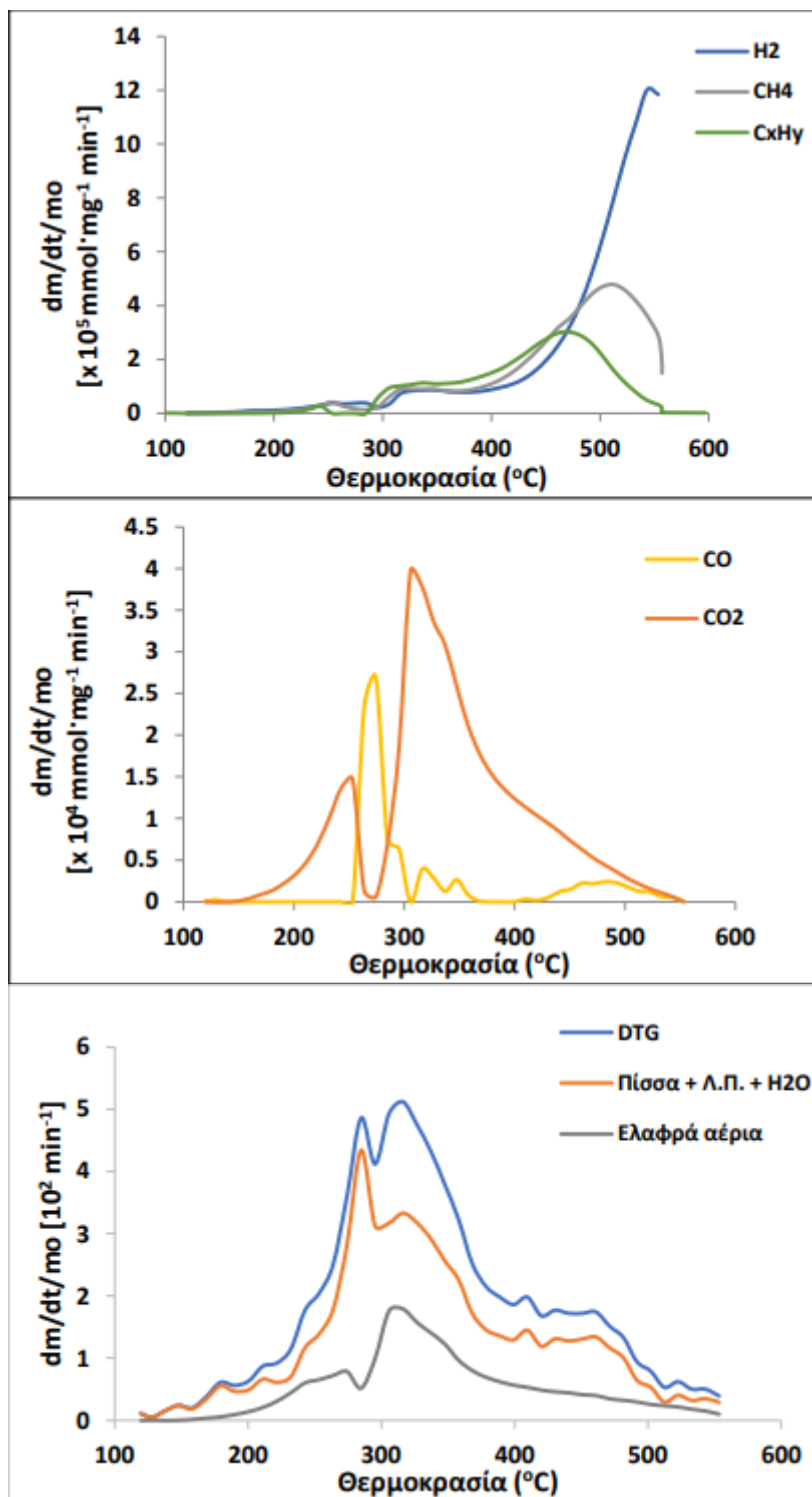 14
12
10
8
6
4
2
0
dm/dt/mo
[x 10⁵ mmol·mg⁻¹ min⁻¹]
H2
CH4
CxHy
100 200 300 400 500 600
Θερμοκρασία (ᵒC)
4.5
4
3.5
3
2.5
2
1.5
1
0.5
0
dm/dt/mo
[x 10⁴ mmol·mg⁻¹ min⁻¹]
CO
CO2
100 200 300 400 500 600
Θερμοκρασία (ᵒC)
6
5
4
3
2
1
0
dm/dt/mo [10² min⁻¹]
DTG
Πίσσα + Λ.Π. + H2O
Ελαφρά αέρια
100 200 300 400 500 600
Θερμοκρασία (ᵒC)